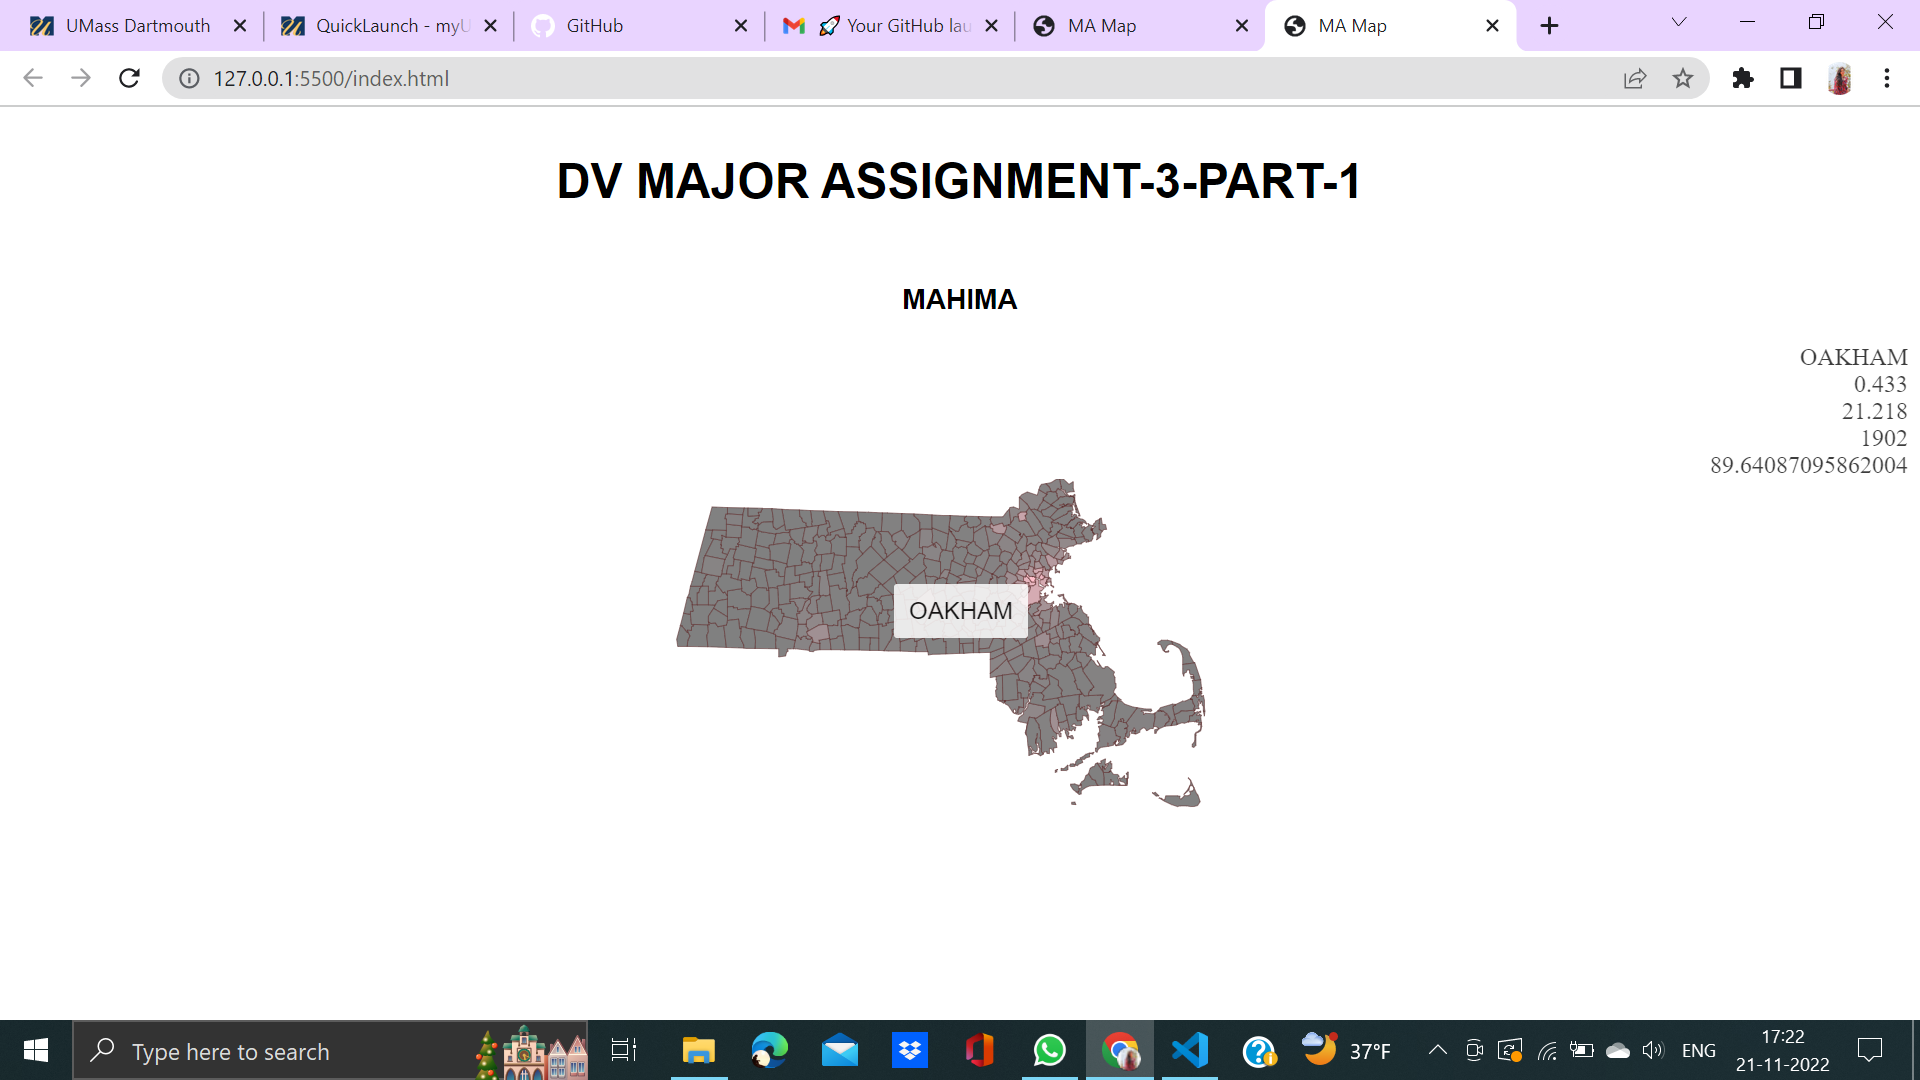 UMass Dartmouth
QuickLaunch - myU
GitHub
🚀 Your GitHub lau
MA Map
MA Map
127.0.0.1:5500/index.html
DV MAJOR ASSIGNMENT-3-PART-1
MAHIMA
OAKHAM
0.433
21.218
1902
89.64087095862004
OAKHAM
Type here to search
37°F
ENG
17:22
21-11-2022